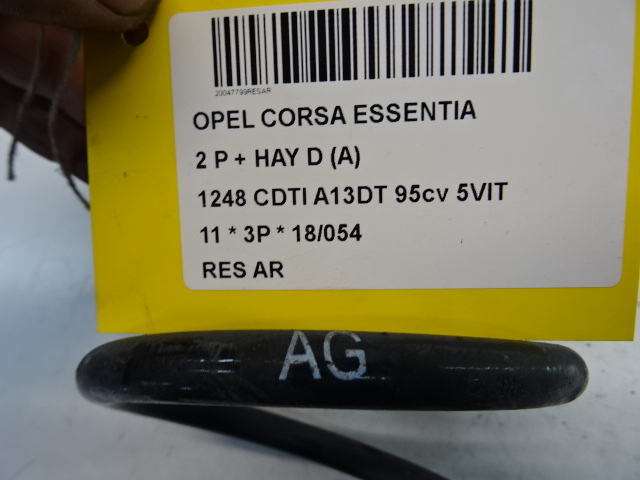 20047799RESAR
OPEL CORSA ESSENTIA
2 P + HAY D (A)
1248 CDTI A13DT 95cv 5VIT
11 * 3P * 18/054
RES AR
AG